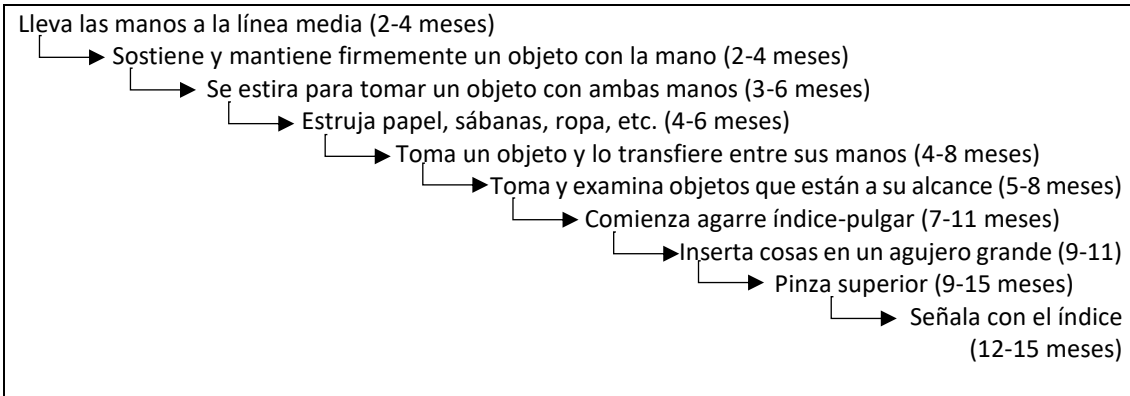 Lleva las manos a la línea media (2-4 meses)
Sostiene y mantiene firmemente un objeto con la mano (2-4 meses)
Se estira para tomar un objeto con ambas manos (3-6 meses)
Estruja papel, sábanas, ropa, etc. (4-6 meses)
Toma un objeto y lo transfiere entre sus manos (4-8 meses)
Toma y examina objetos que están a su alcance (5-8 meses)
Comienza agarre índice-pulgar (7-11 meses)
Inserta cosas en un agujero grande (9-11)
Pinza superior (9-15 meses)
Señala con el índice
(12-15 meses)